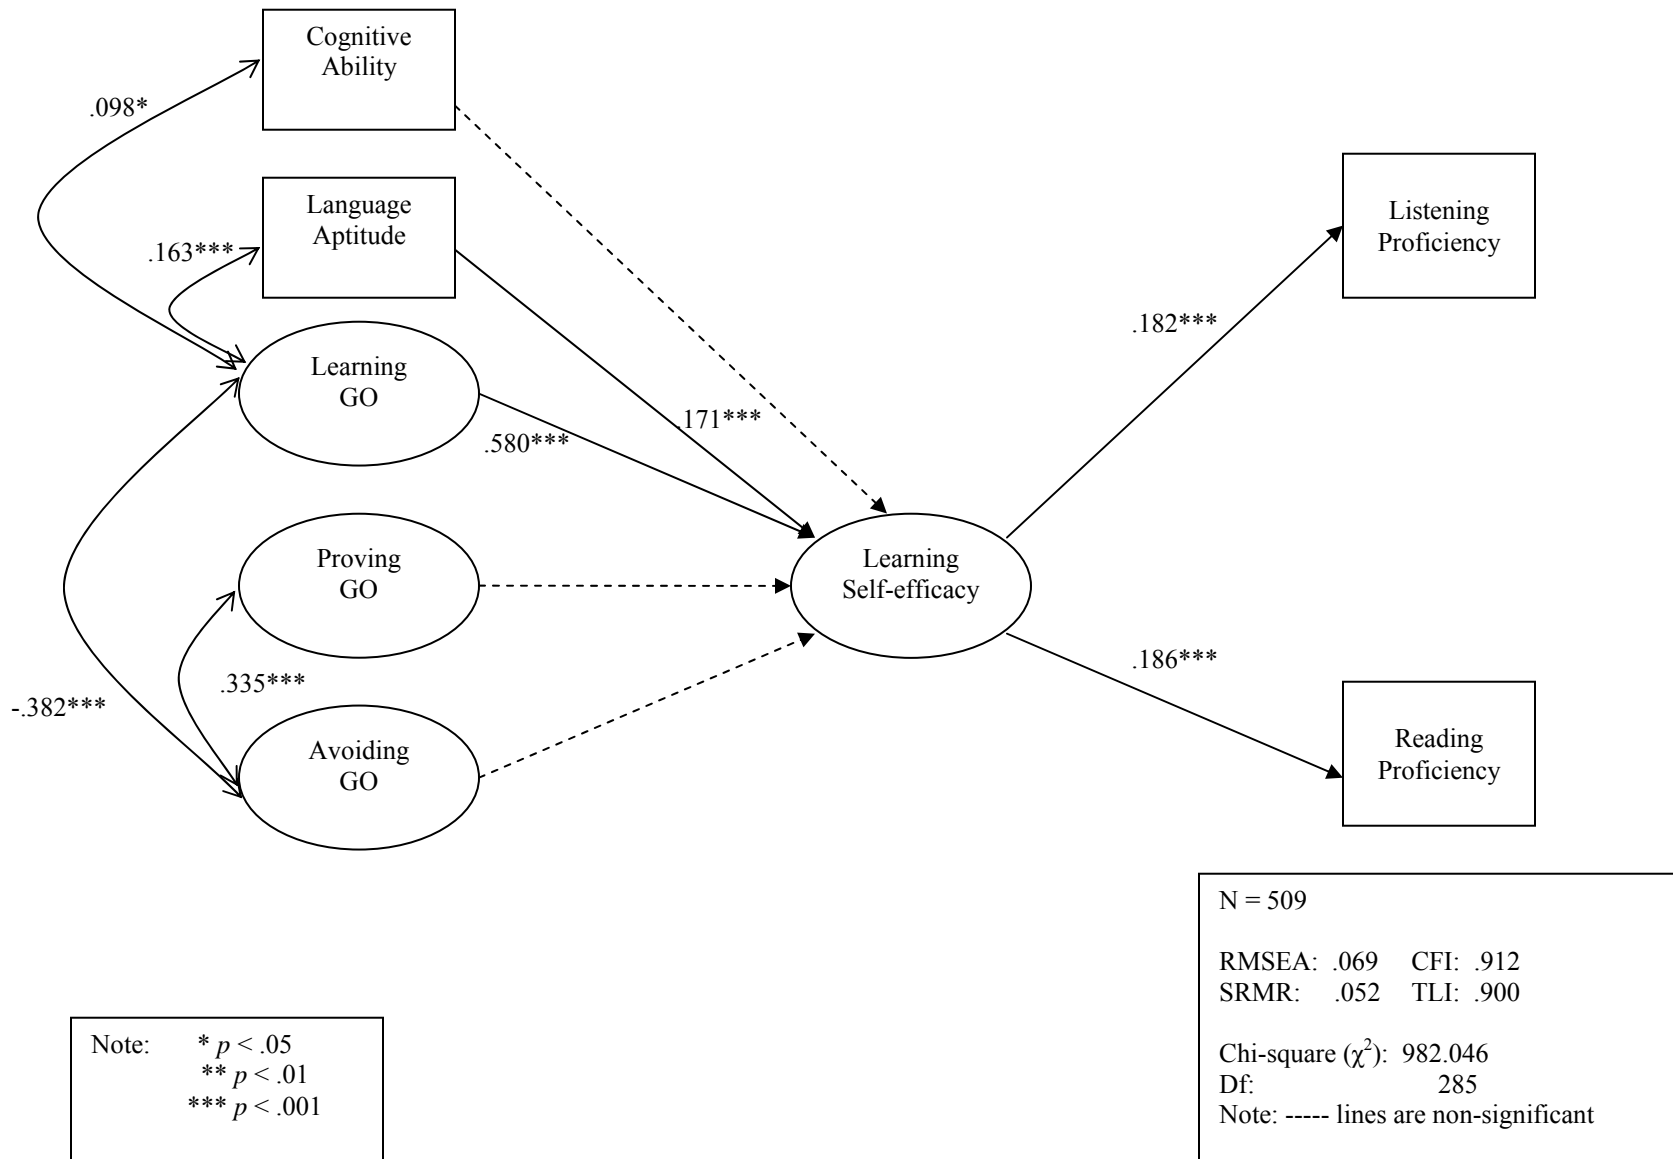 Cognitive
Ability
.098*
Language
Aptitude
.163***
Learning
GO
.171***
.580***
Proving
GO
.335***
-.382***
Avoiding
GO
Learning
Self-efficacy
Listening
Proficiency
.182***
.186***
Reading
Proficiency
N = 509
RMSEA: .069 CFI: .912
SRMR: .052 TLI: .900
Chi-square (χ²): 982.046
Df: 285
Note: ----- lines are non-significant
Note: * p < .05
** p < .01
*** p < .001